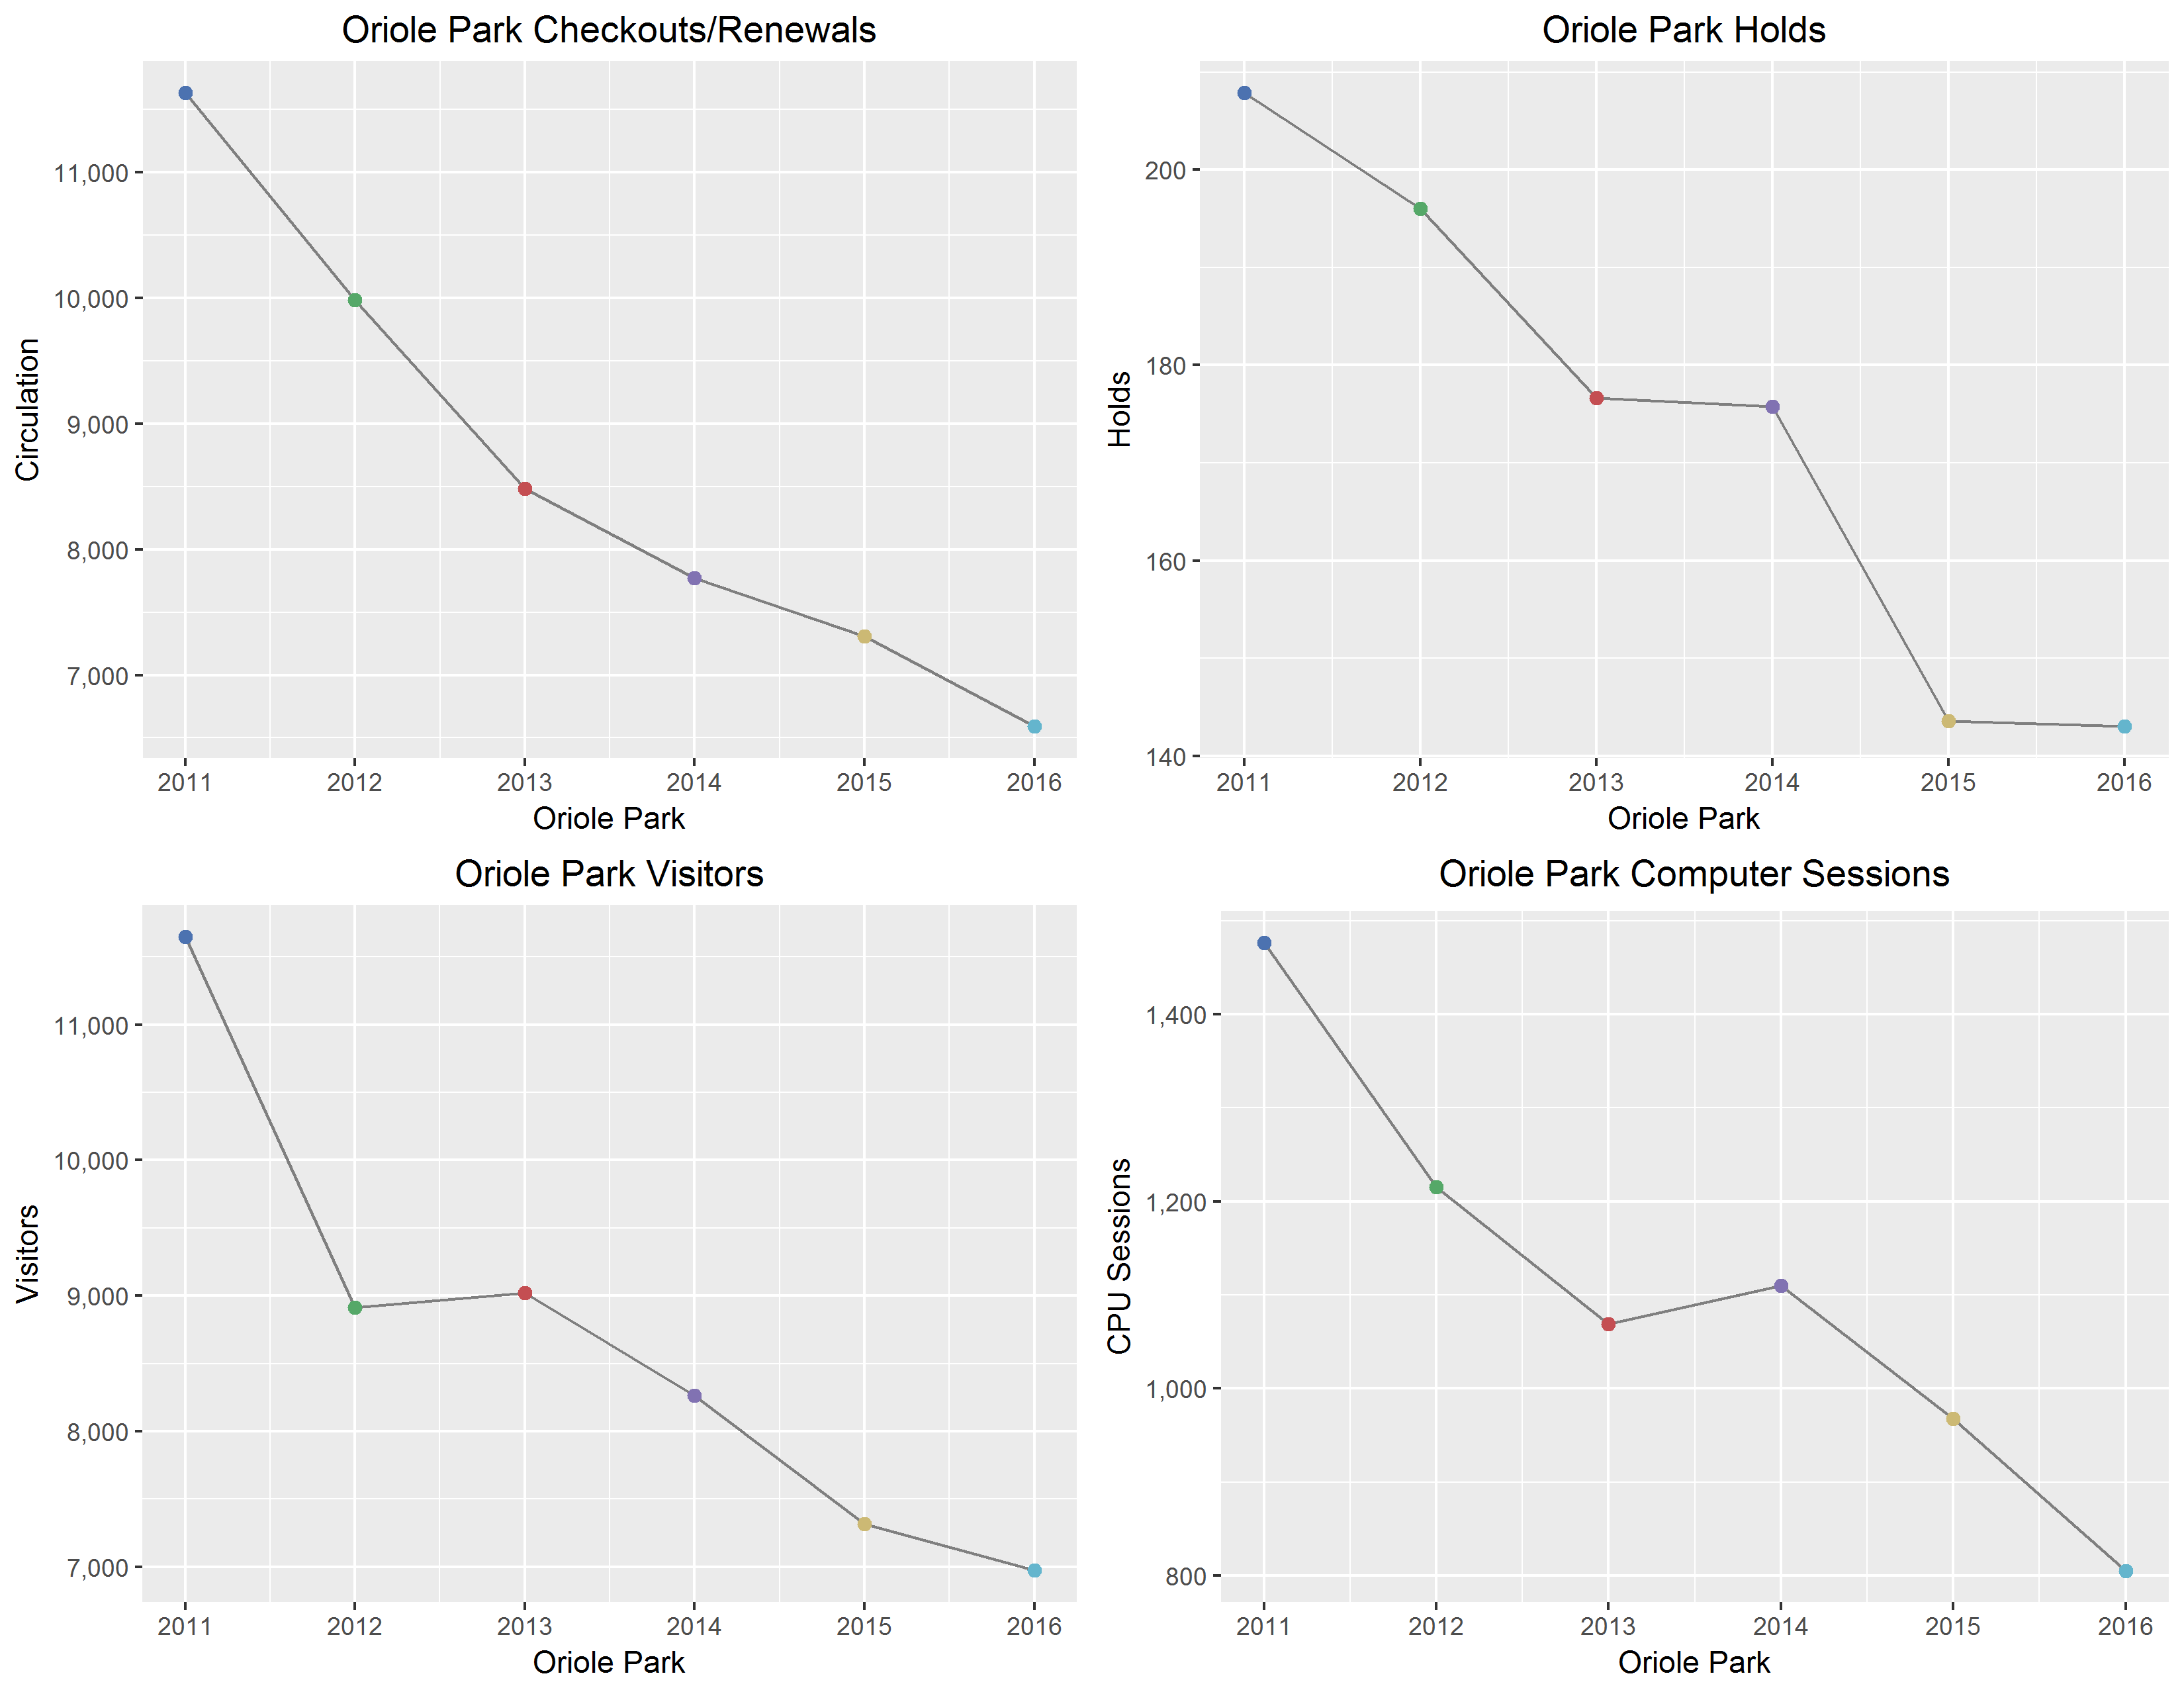 Oriole Park Checkouts/Renewals
Circulation
11,000
10,000
9,000
8,000
7,000
2011 2012 2013 2014 2015 2016
Oriole Park
Oriole Park Holds
Holds
200
180
160
140
2011 2012 2013 2014 2015 2016
Oriole Park
Oriole Park Visitors
Visitors
11,000
10,000
9,000
8,000
7,000
2011 2012 2013 2014 2015 2016
Oriole Park
Oriole Park Computer Sessions
CPU Sessions
1,400
1,200
1,000
800
2011 2012 2013 2014 2015 2016
Oriole Park